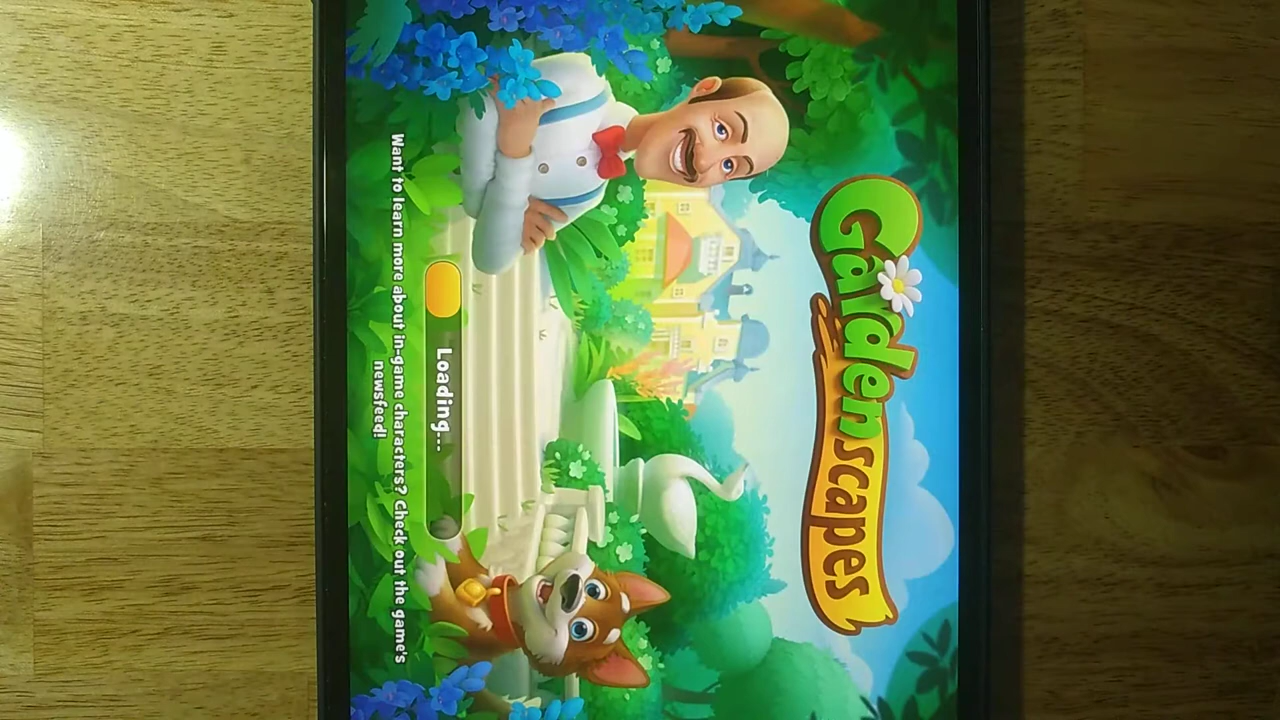 Gardenscapes
Loading...
Want to learn more about in-game characters? Check out the game's
newsfeed!